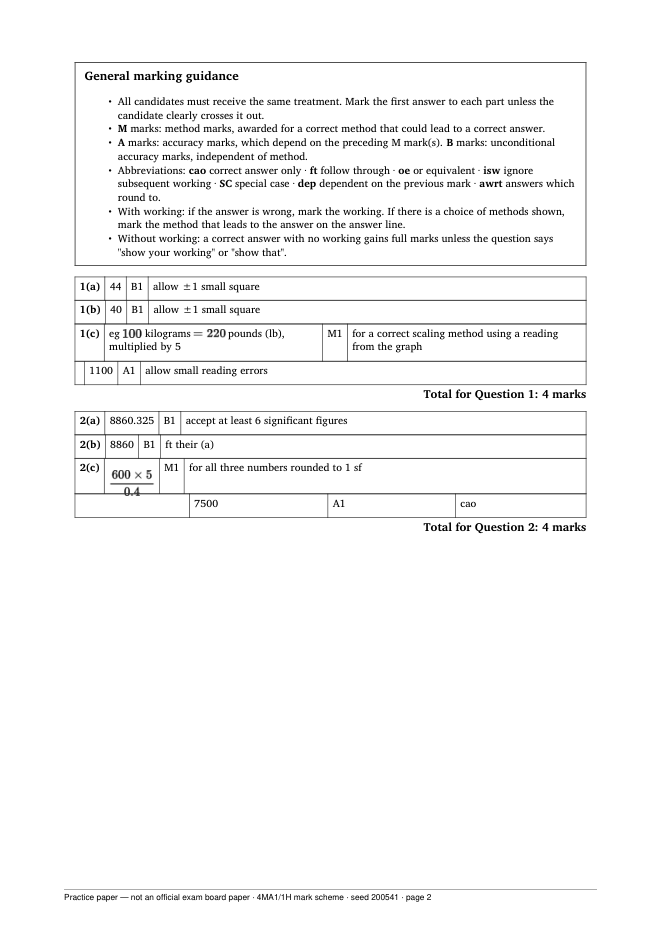 General marking guidance
• All candidates must receive the same treatment. Mark the first answer to each part unless the
candidate clearly crosses it out.
• M marks: method marks, awarded for a correct method that could lead to a correct answer.
• A marks: accuracy marks, which depend on the preceding M mark(s). B marks: unconditional
accuracy marks, independent of method.
• Abbreviations: cao correct answer only · ft follow through · oe or equivalent · isw ignore
subsequent working · SC special case · dep dependent on the previous mark · awrt answers which
round to.
• With working: if the answer is wrong, mark the working. If there is a choice of methods shown,
mark the method that leads to the answer on the answer line.
• Without working: a correct answer with no working gains full marks unless the question says
"show your working" or "show that".
1(a) 44 B1 allow ±1 small square
1(b) 40 B1 allow ±1 small square
1(c) eg 100 kilograms = 220 pounds (lb), M1 for a correct scaling method using a reading
multiplied by 5 from the graph
1100 A1 allow small reading errors
Total for Question 1: 4 marks
2(a) 8860.325 B1 accept at least 6 significant figures
2(b) 8860 B1 ft their (a)
2(c) 600 × 5 M1 for all three numbers rounded to 1 sf
0.4
7500 A1 cao
Total for Question 2: 4 marks
Practice paper — not an official exam board paper · 4MA1/1H mark scheme · seed 200541 · page 2